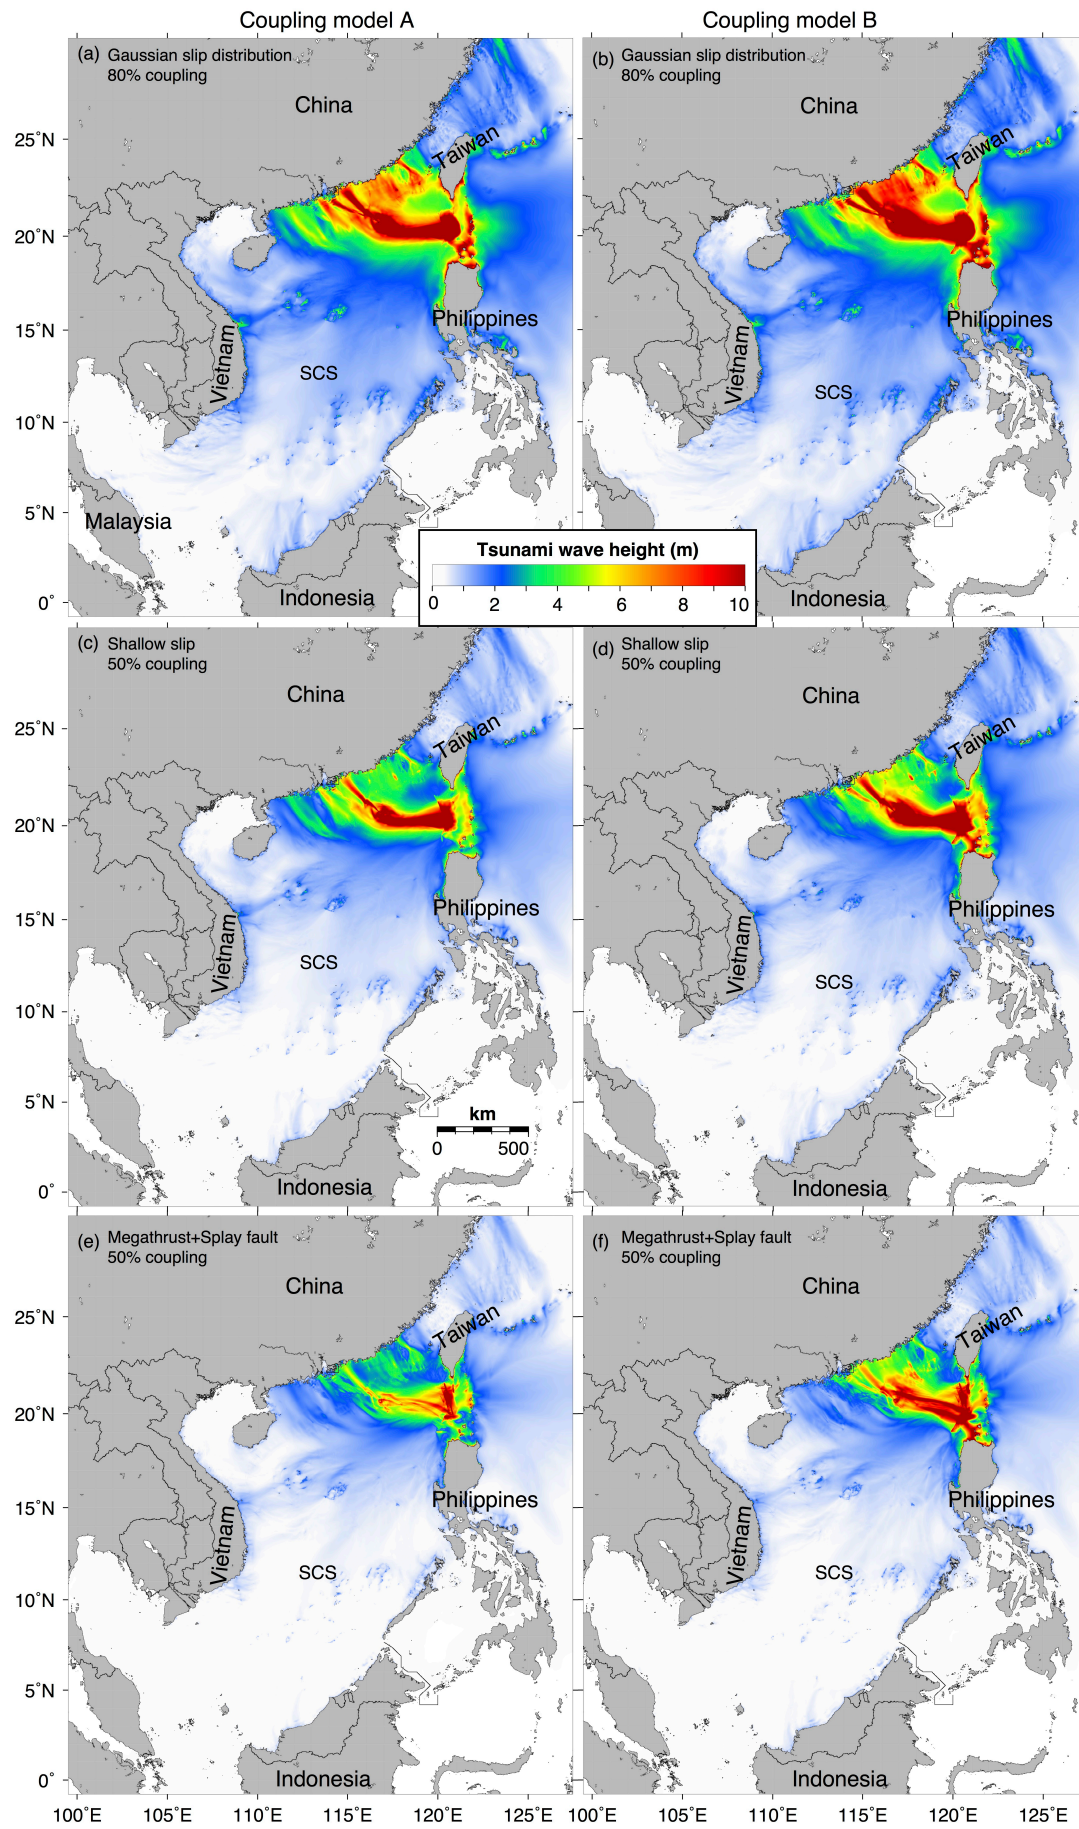 Coupling model A
Coupling model B
(a) Gaussian slip distribution
80% coupling
China
Taiwan
25°N
20°N
15°N
10°N
5°N
0°
Philippines
Vietnam
SCS
Malaysia
Indonesia
(b) Gaussian slip distribution
80% coupling
China
Taiwan
Philippines
Vietnam
SCS
Indonesia
Tsunami wave height (m)
0 2 4 6 8 10
(c) Shallow slip
50% coupling
China
Taiwan
25°N
20°N
15°N
10°N
5°N
0°
Philippines
Vietnam
SCS
km
0 500
Indonesia
(d) Shallow slip
50% coupling
China
Taiwan
Philippines
Vietnam
SCS
Indonesia
(e) Megathrust+Splay fault
50% coupling
China
Taiwan
25°N
20°N
15°N
10°N
5°N
0°
Philippines
Vietnam
SCS
Indonesia
(f) Megathrust+Splay fault
50% coupling
China
Taiwan
Philippines
Vietnam
SCS
Indonesia
100°E 105°E 110°E 115°E 120°E 125°E
100°E 105°E 110°E 115°E 120°E 125°E